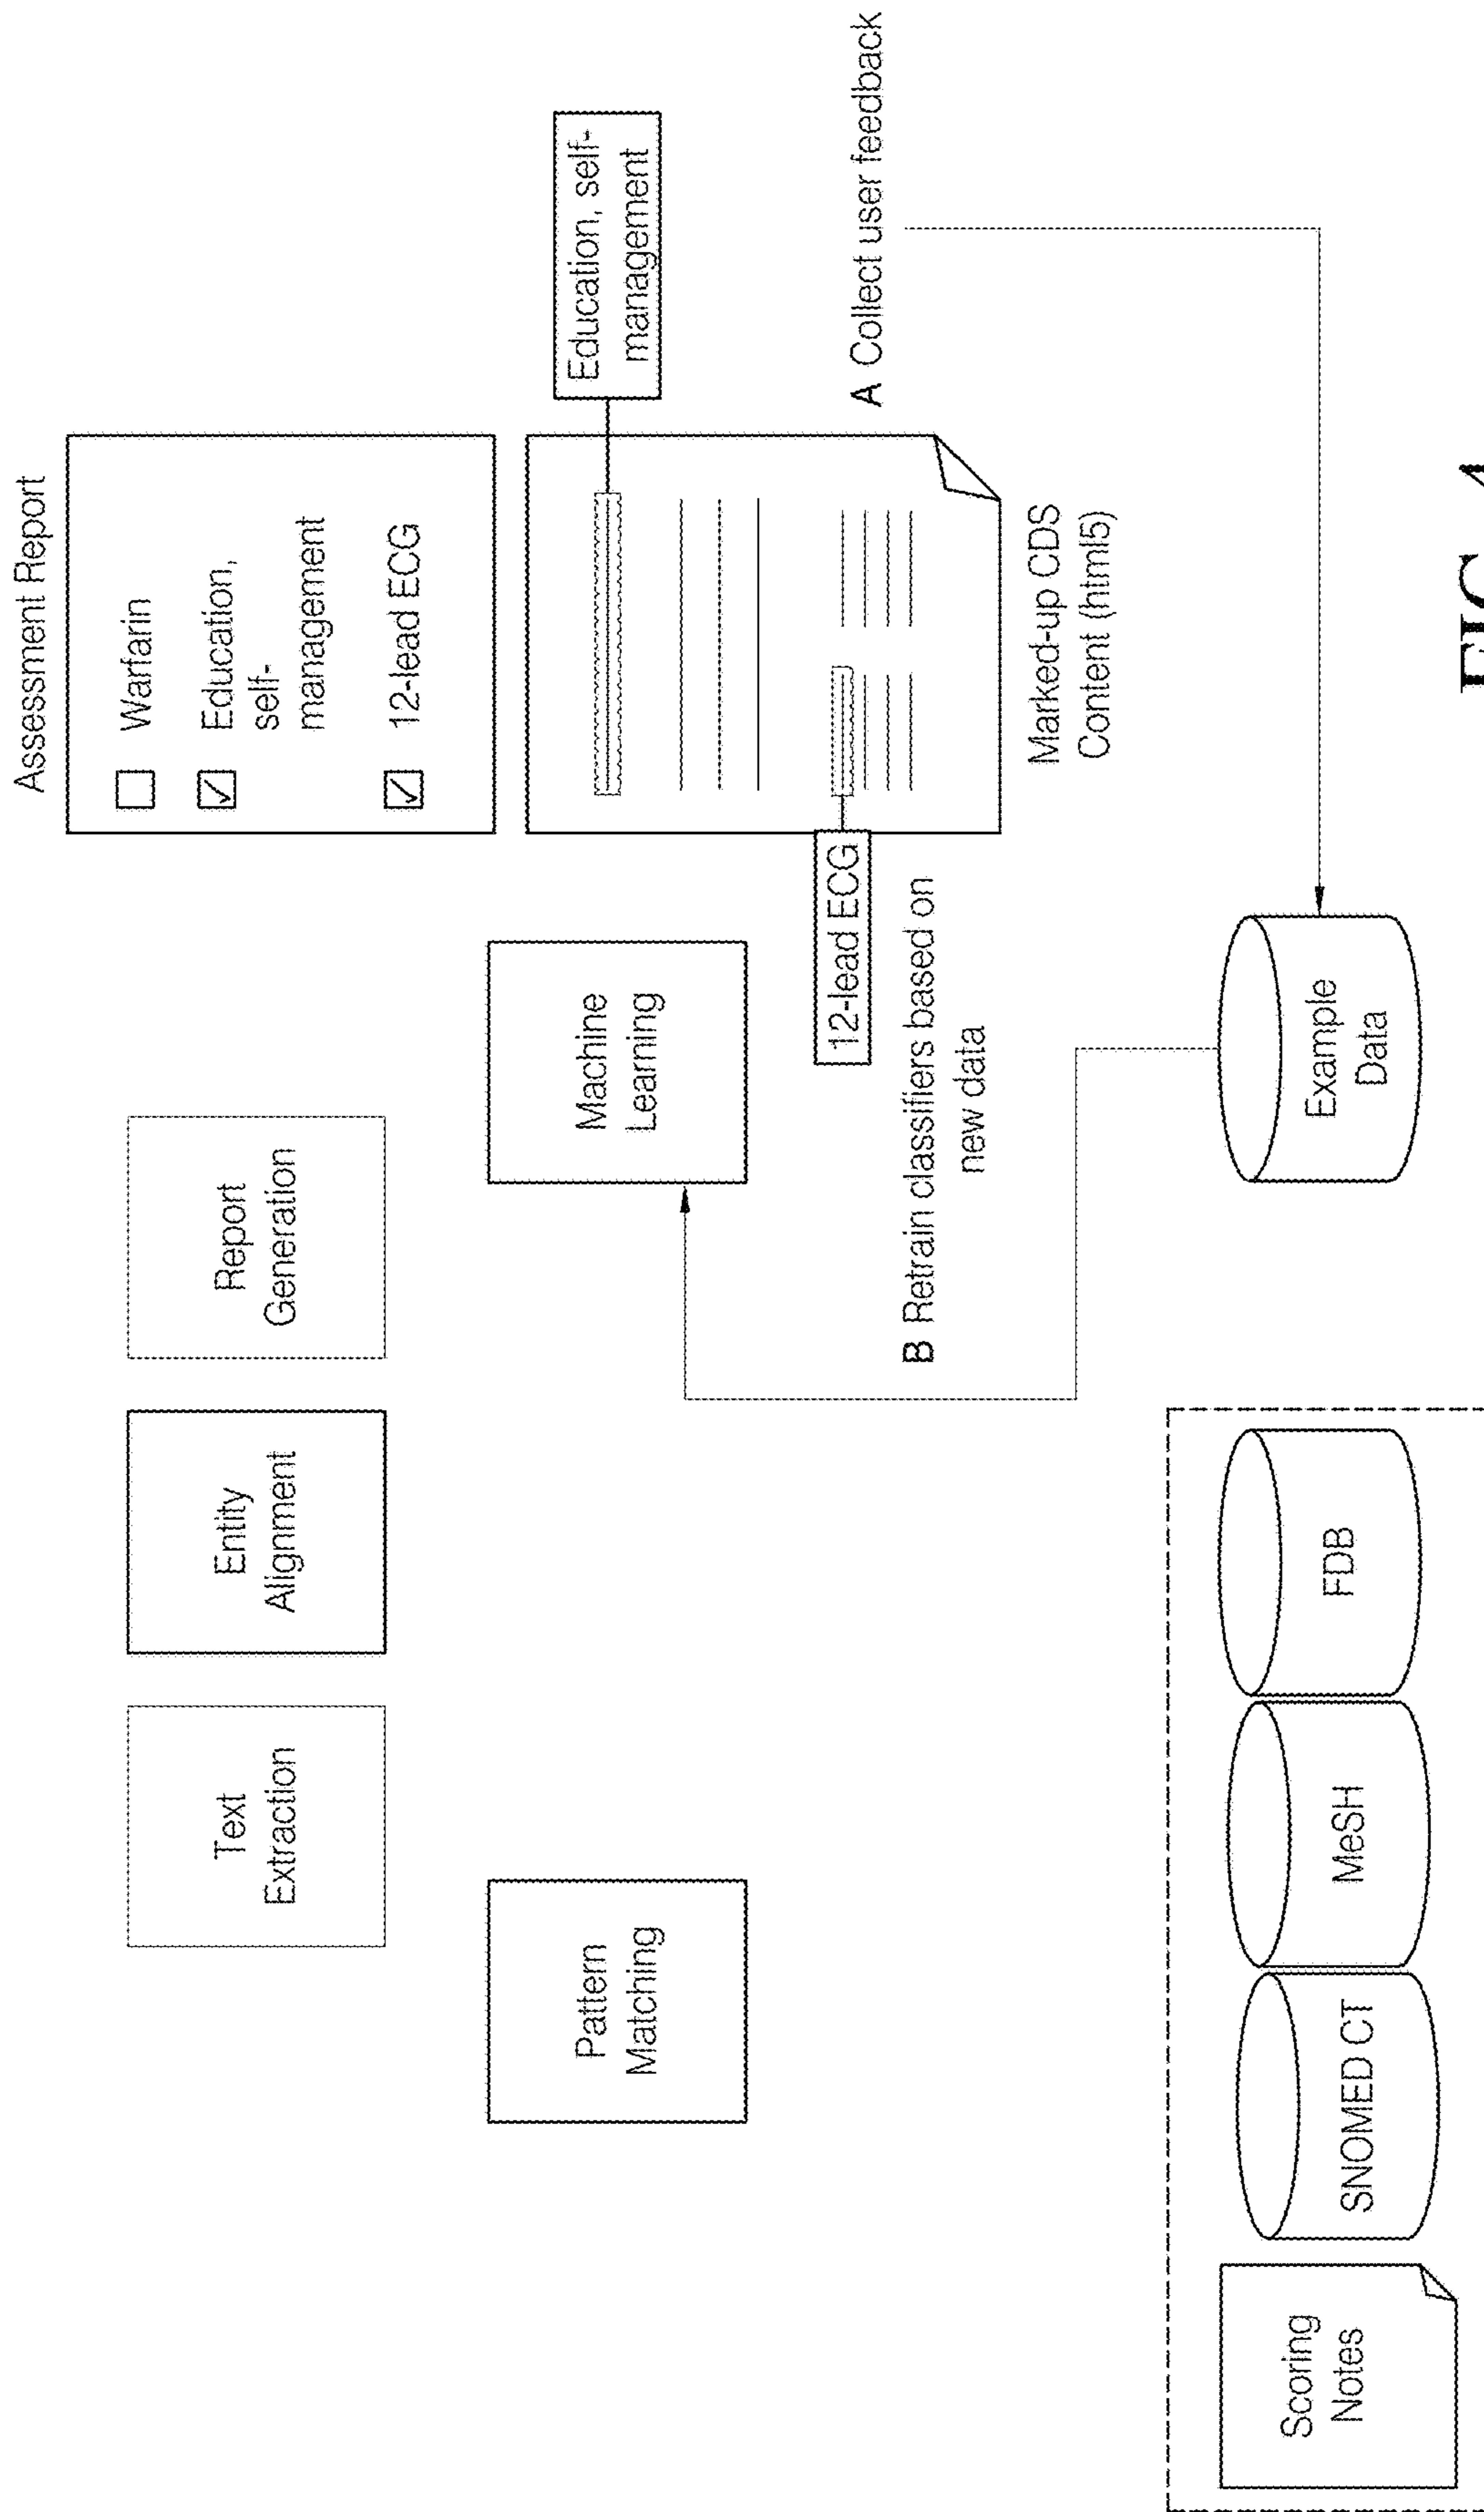 Assessment Report
Warfarin
Education,
self-
management
12-lead ECG
Text
Extraction
Entity
Alignment
Report
Generation
Pattern
Matching
Machine
Learning
Education, self-
management
12-lead ECG
Marked-up CDS
Content (html5)
A Collect user feedback
B Retrain classifiers based on
new data
Scoring
Notes
SNOMED CT
MeSH
FDB
Example
Data